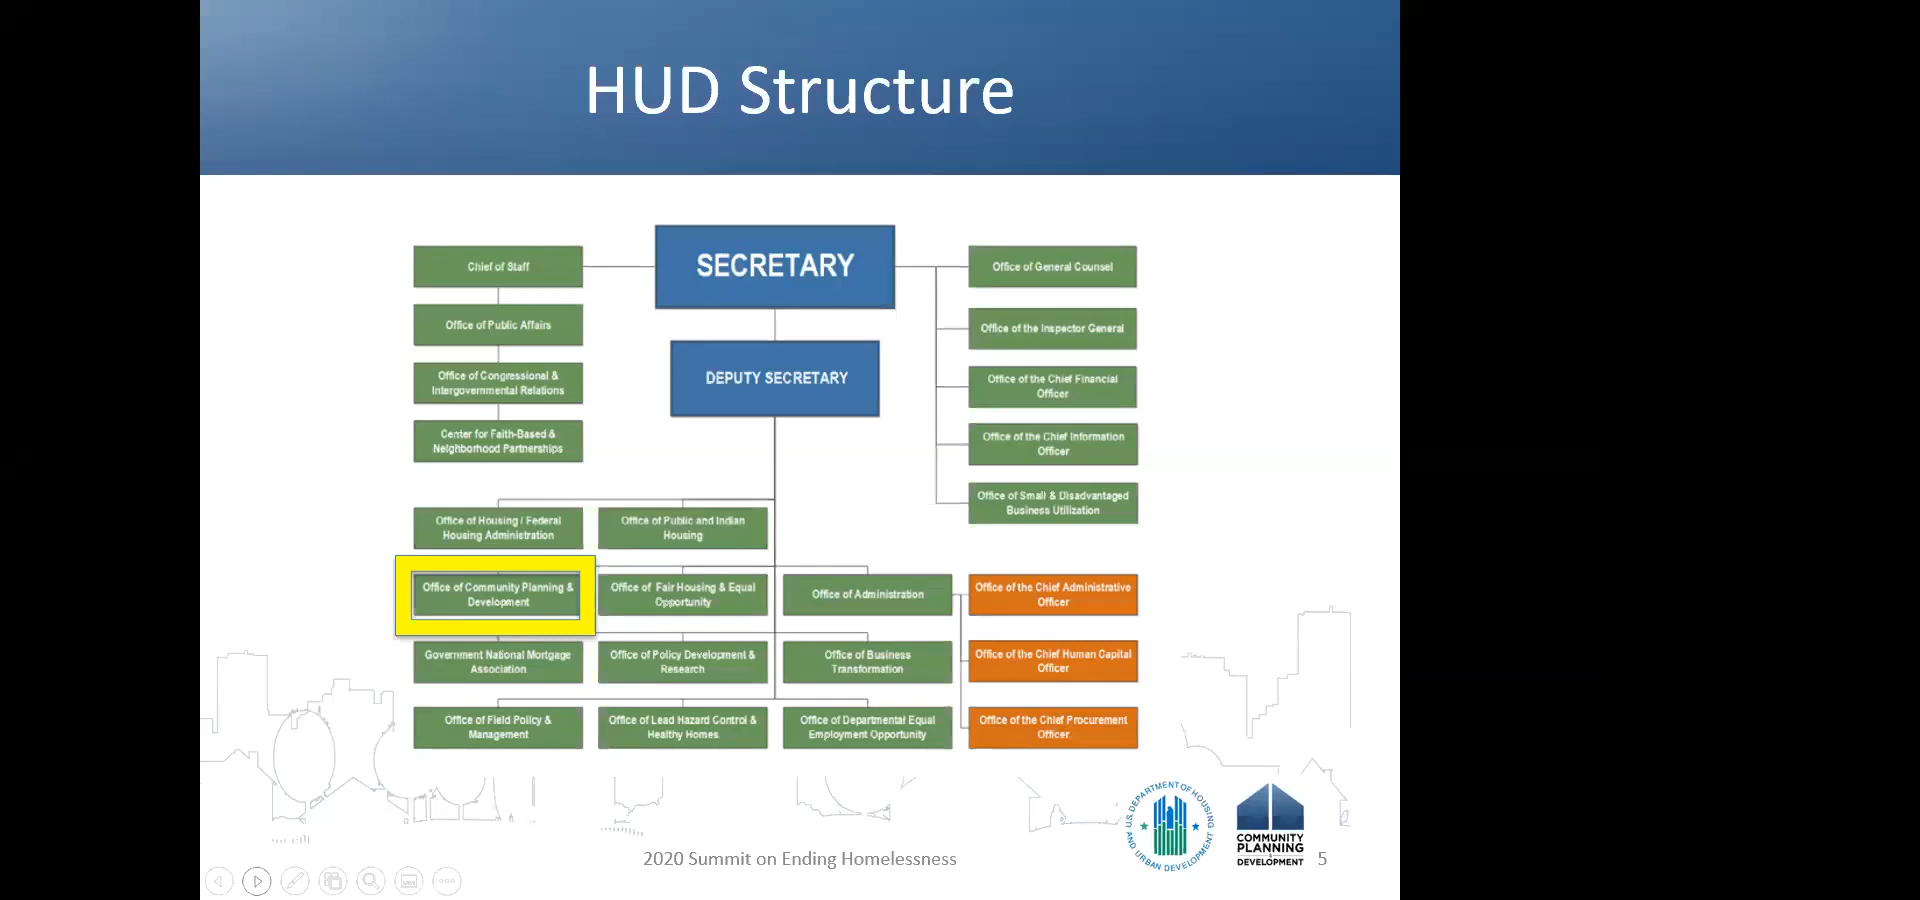 HUD Structure
SECRETARY
DEPUTY SECRETARY
Chief of Staff
Office of Public Affairs
Office of Congressional &
Intergovernmental Relations
Center for Faith-Based &
Neighborhood Partnerships
Office of General Counsel
Office of the Inspector General
Office of the Chief Financial
Officer
Office of the Chief Information
Officer
Office of Small & Disadvantaged
Business Utilization
Office of Housing / Federal
Housing Administration
Office of Public and Indian
Housing
Office of Community Planning &
Development
Office of Fair Housing & Equal
Opportunity
Office of Administration
Office of the Chief Administrative
Officer
Government National Mortgage
Association
Office of Policy Development &
Research
Office of Business
Transformation
Office of the Chief Human Capital
Officer
Office of Field Policy &
Management
Office of Lead Hazard Control &
Healthy Homes
Office of Departmental Equal
Employment Opportunity
Office of the Chief Procurement
Officer
2020 Summit on Ending Homelessness
U.S. DEPARTMENT OF HOUSING
AND URBAN DEVELOPMENT
COMMUNITY
PLANNING
DEVELOPMENT
5